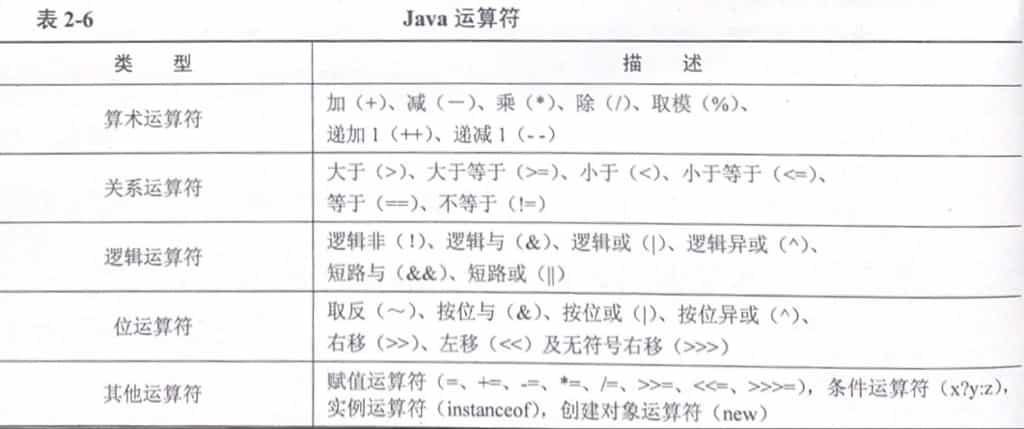 表 2-6 Java 运算符
类 型 描 述
算术运算符 加（+）、减（－）、乘（*）、除（/）、取模（%）、
递加 1（++）、递减 1（- -）
关系运算符 大于（>）、大于等于（>=）、小于（<）、小于等于（<=）、
等于（==）、不等于（!=）
逻辑运算符 逻辑非（!）、逻辑与（&）、逻辑或（|）、逻辑异或（^）、
短路与（&&）、短路或（||）
位运算符 取反（～）、按位与（&）、按位或（|）、按位异或（^）、
右移（>>）、左移（<<）及无符号右移（>>>）
其他运算符 赋值运算符（=、+=、-=、*=、/=、>>=、<<=、>>>=），条件运算符（x?y:z），
实例运算符（instanceof），创建对象运算符（new）